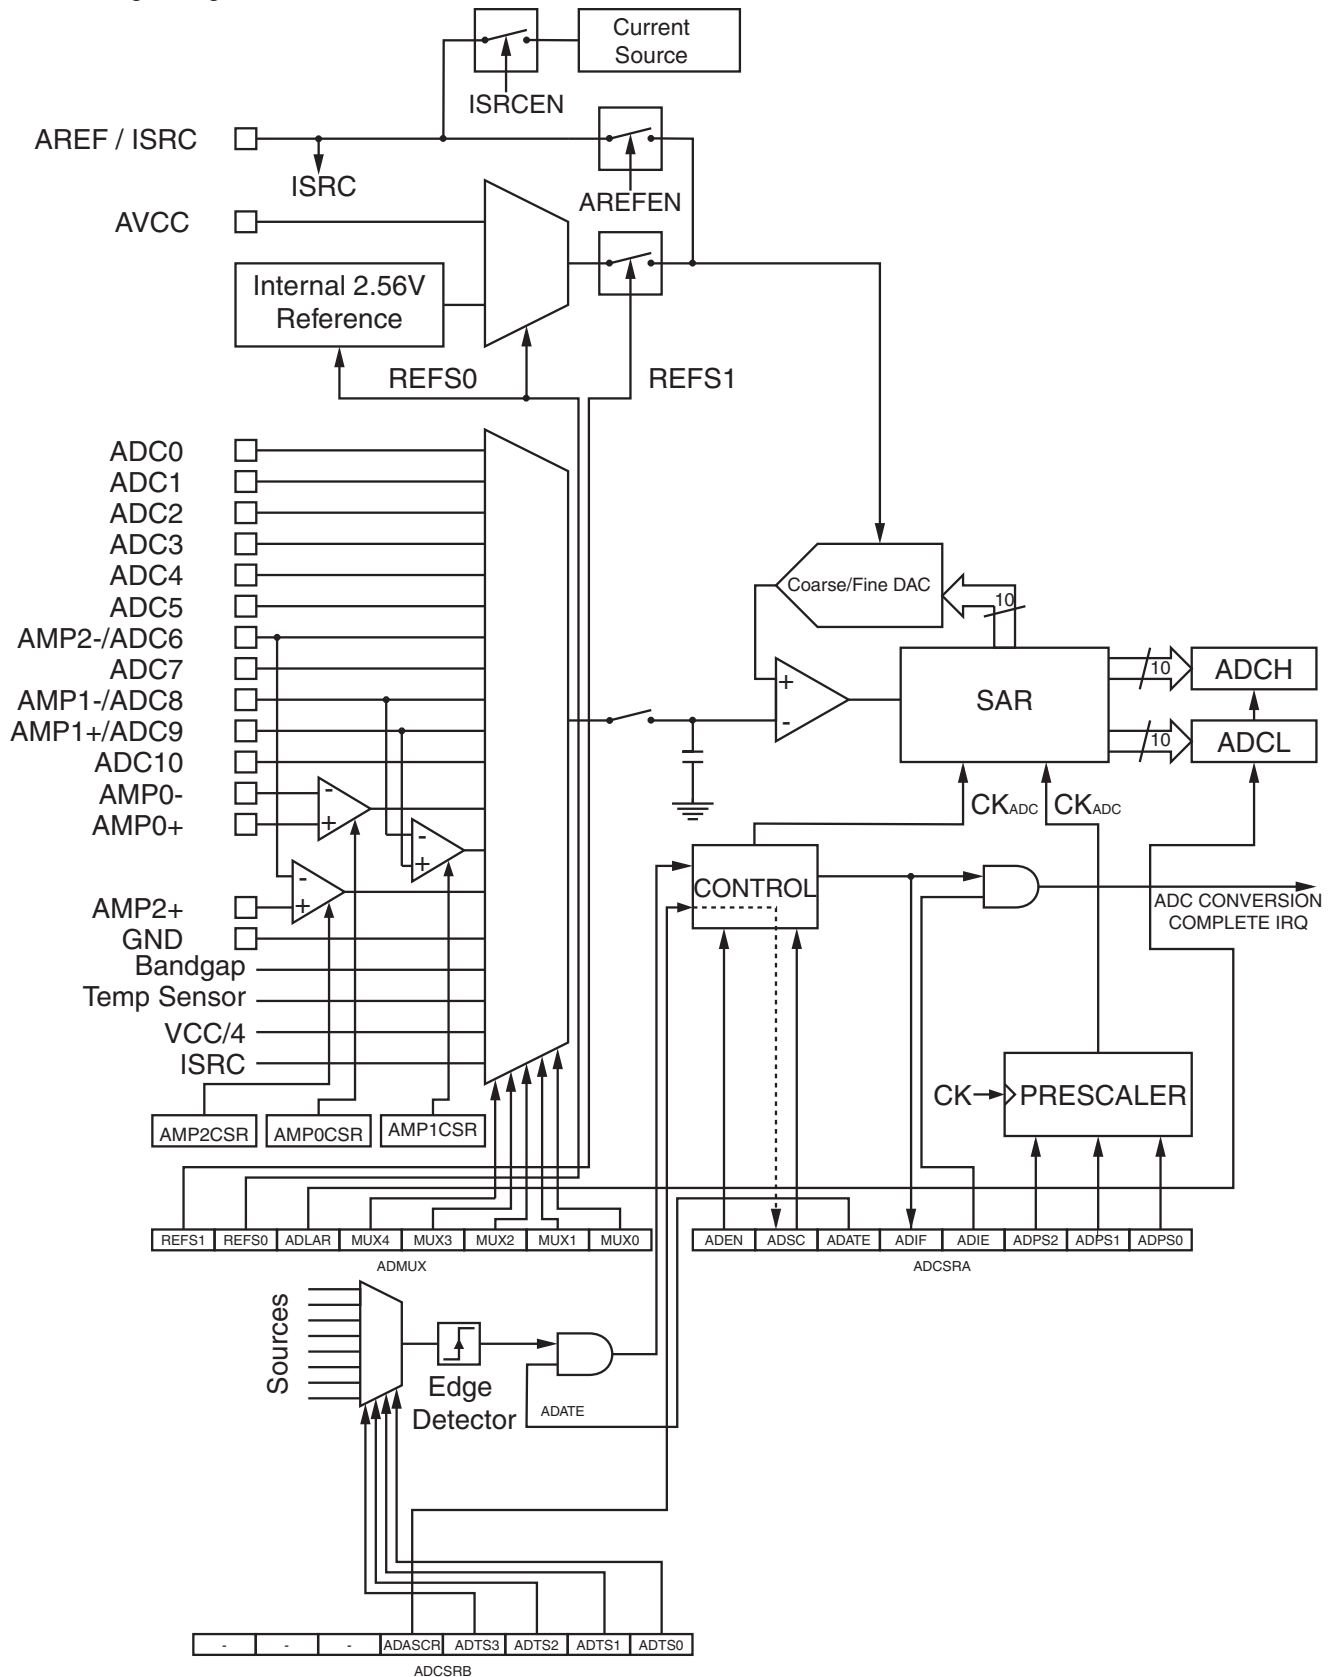 Current
Source
ISRCEN
AREF / ISRC
ISRC
AREFEN
AVCC
Internal 2.56V
Reference
REFS0
REFS1
ADC0
ADC1
ADC2
ADC3
ADC4
ADC5
AMP2-/ADC6
ADC7
AMP1-/ADC8
AMP1+/ADC9
ADC10
AMP0-
AMP0+
AMP2+
GND
Bandgap
Temp Sensor
VCC/4
ISRC
-
+
-
+
-
+
Coarse/Fine DAC
10
+
-
SAR
10
ADCH
10
ADCL
CKADC
CKADC
CONTROL
ADC CONVERSION
COMPLETE IRQ
CK
PRESCALER
AMP2CSR
AMP0CSR
AMP1CSR
REFS1
REFS0
ADLAR
MUX4
MUX3
MUX2
MUX1
MUX0
ADMUX
ADEN
ADSC
ADATE
ADIF
ADIE
ADPS2
ADPS1
ADPS0
ADCSRA
Sources
Edge
Detector
ADATE
-
-
-
ADASCR
ADTS3
ADTS2
ADTS1
ADTS0
ADCSRB